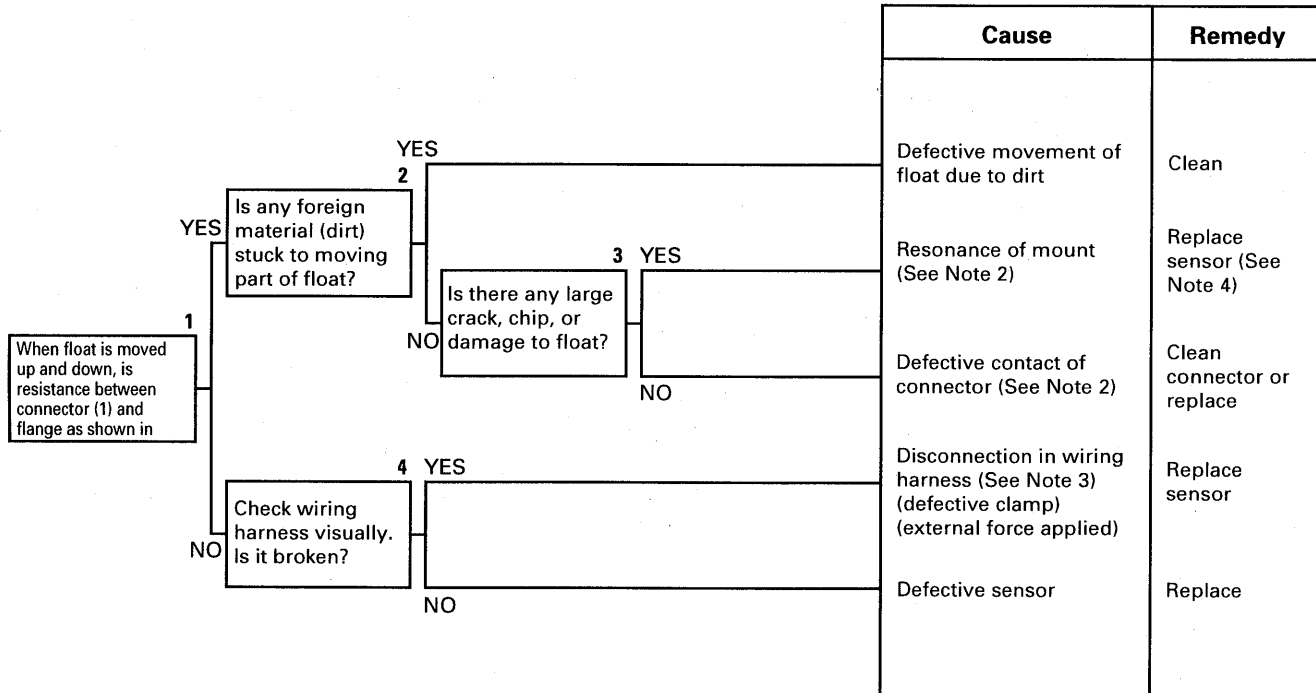 Cause
Remedy
YES
2
Defective movement of
float due to dirt
Clean
YES
Is any foreign
material (dirt)
stuck to moving
part of float?
3
YES
Resonance of mount
(See Note 2)
Replace
sensor (See
Note 4)
1
When float is moved
up and down, is
resistance between
connector (1) and
flange as shown in
NO
Is there any large
crack, chip, or
damage to float?
NO
Defective contact of
connector (See Note 2)
Clean
connector or
replace
4
YES
NO
Check wiring
harness visually.
Is it broken?
Disconnection in wiring
harness (See Note 3)
(defective clamp)
(external force applied)
Replace
sensor
NO
Defective sensor
Replace